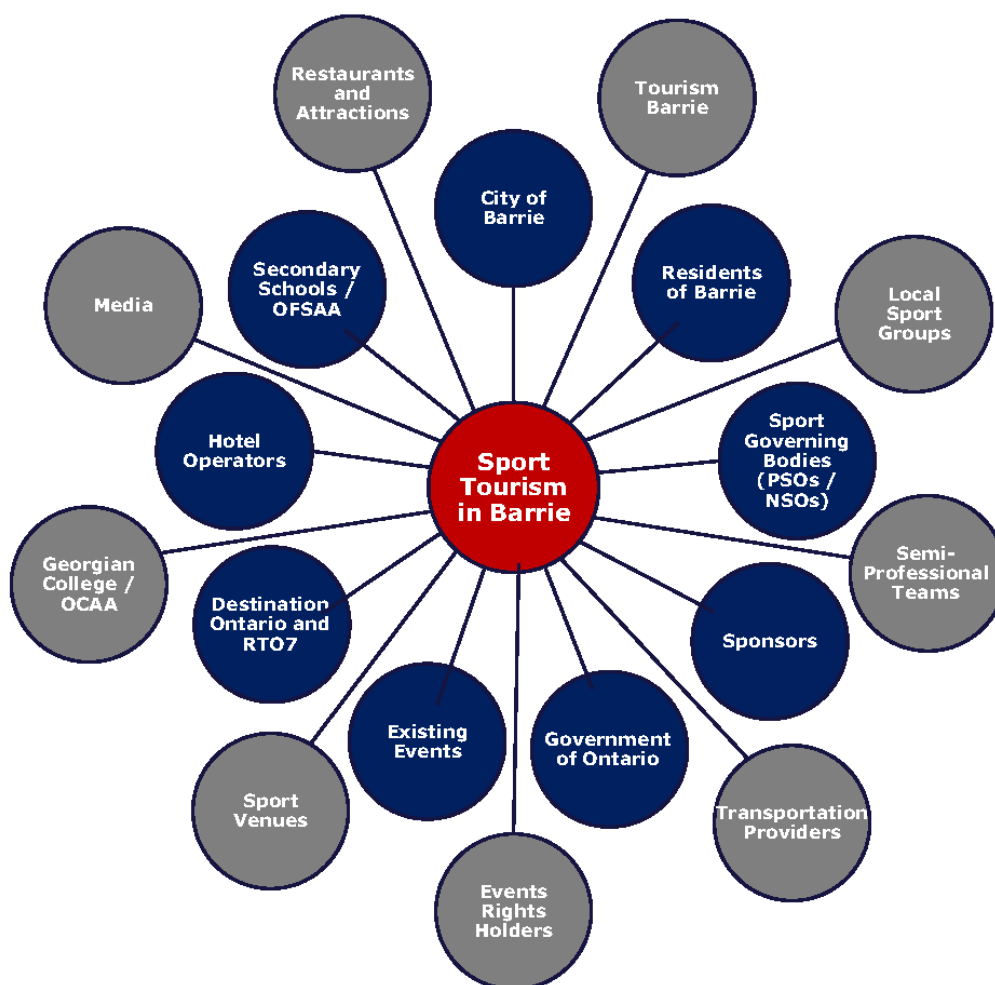 Restaurants
and
Attractions
Tourism
Barrie
City of
Barrie
Secondary
Schools /
OFSAA
Residents
of Barrie
Media
Local
Sport
Groups
Hotel
Operators
Sport
Tourism
in Barrie
Sport
Governing
Bodies
(PSOs /
NSOs)
Georgian
College /
OCAA
Semi-
Professional
Teams
Destination
Ontario and
RTO7
Sponsors
Existing
Events
Government
of Ontario
Sport
Venues
Transportation
Providers
Events
Rights
Holders